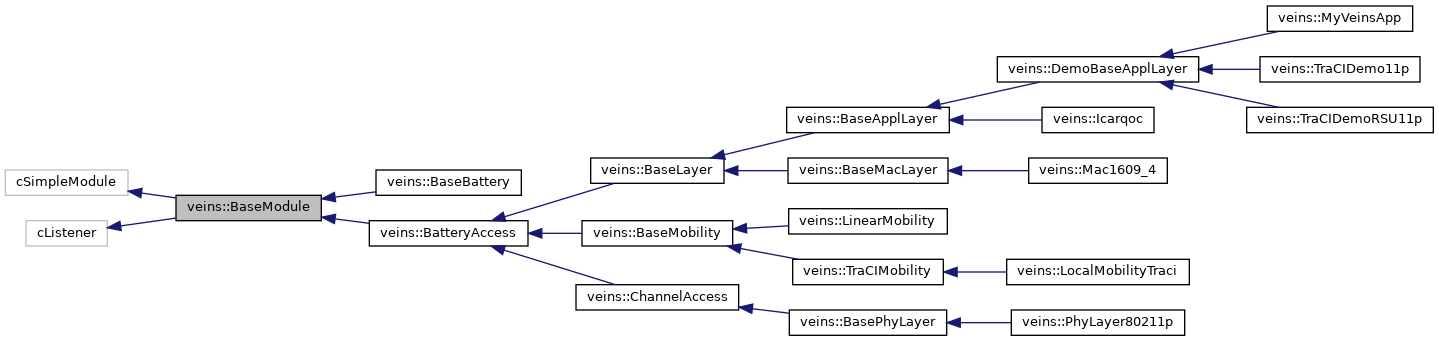 veins::MyVeinsApp
veins::DemoBaseApplLayer
veins::TraCIDemo11p
veins::BaseApplLayer
veins::Icarqoc
veins::TraCIDemoRSU11p
veins::BaseLayer
veins::BaseMacLayer
veins::Mac1609_4
cSimpleModule
veins::BaseBattery
veins::BaseModule
veins::LinearMobility
cListener
veins::BatteryAccess
veins::BaseMobility
veins::TraCIMobility
veins::LocalMobilityTraci
veins::ChannelAccess
veins::BasePhyLayer
veins::PhyLayer80211p